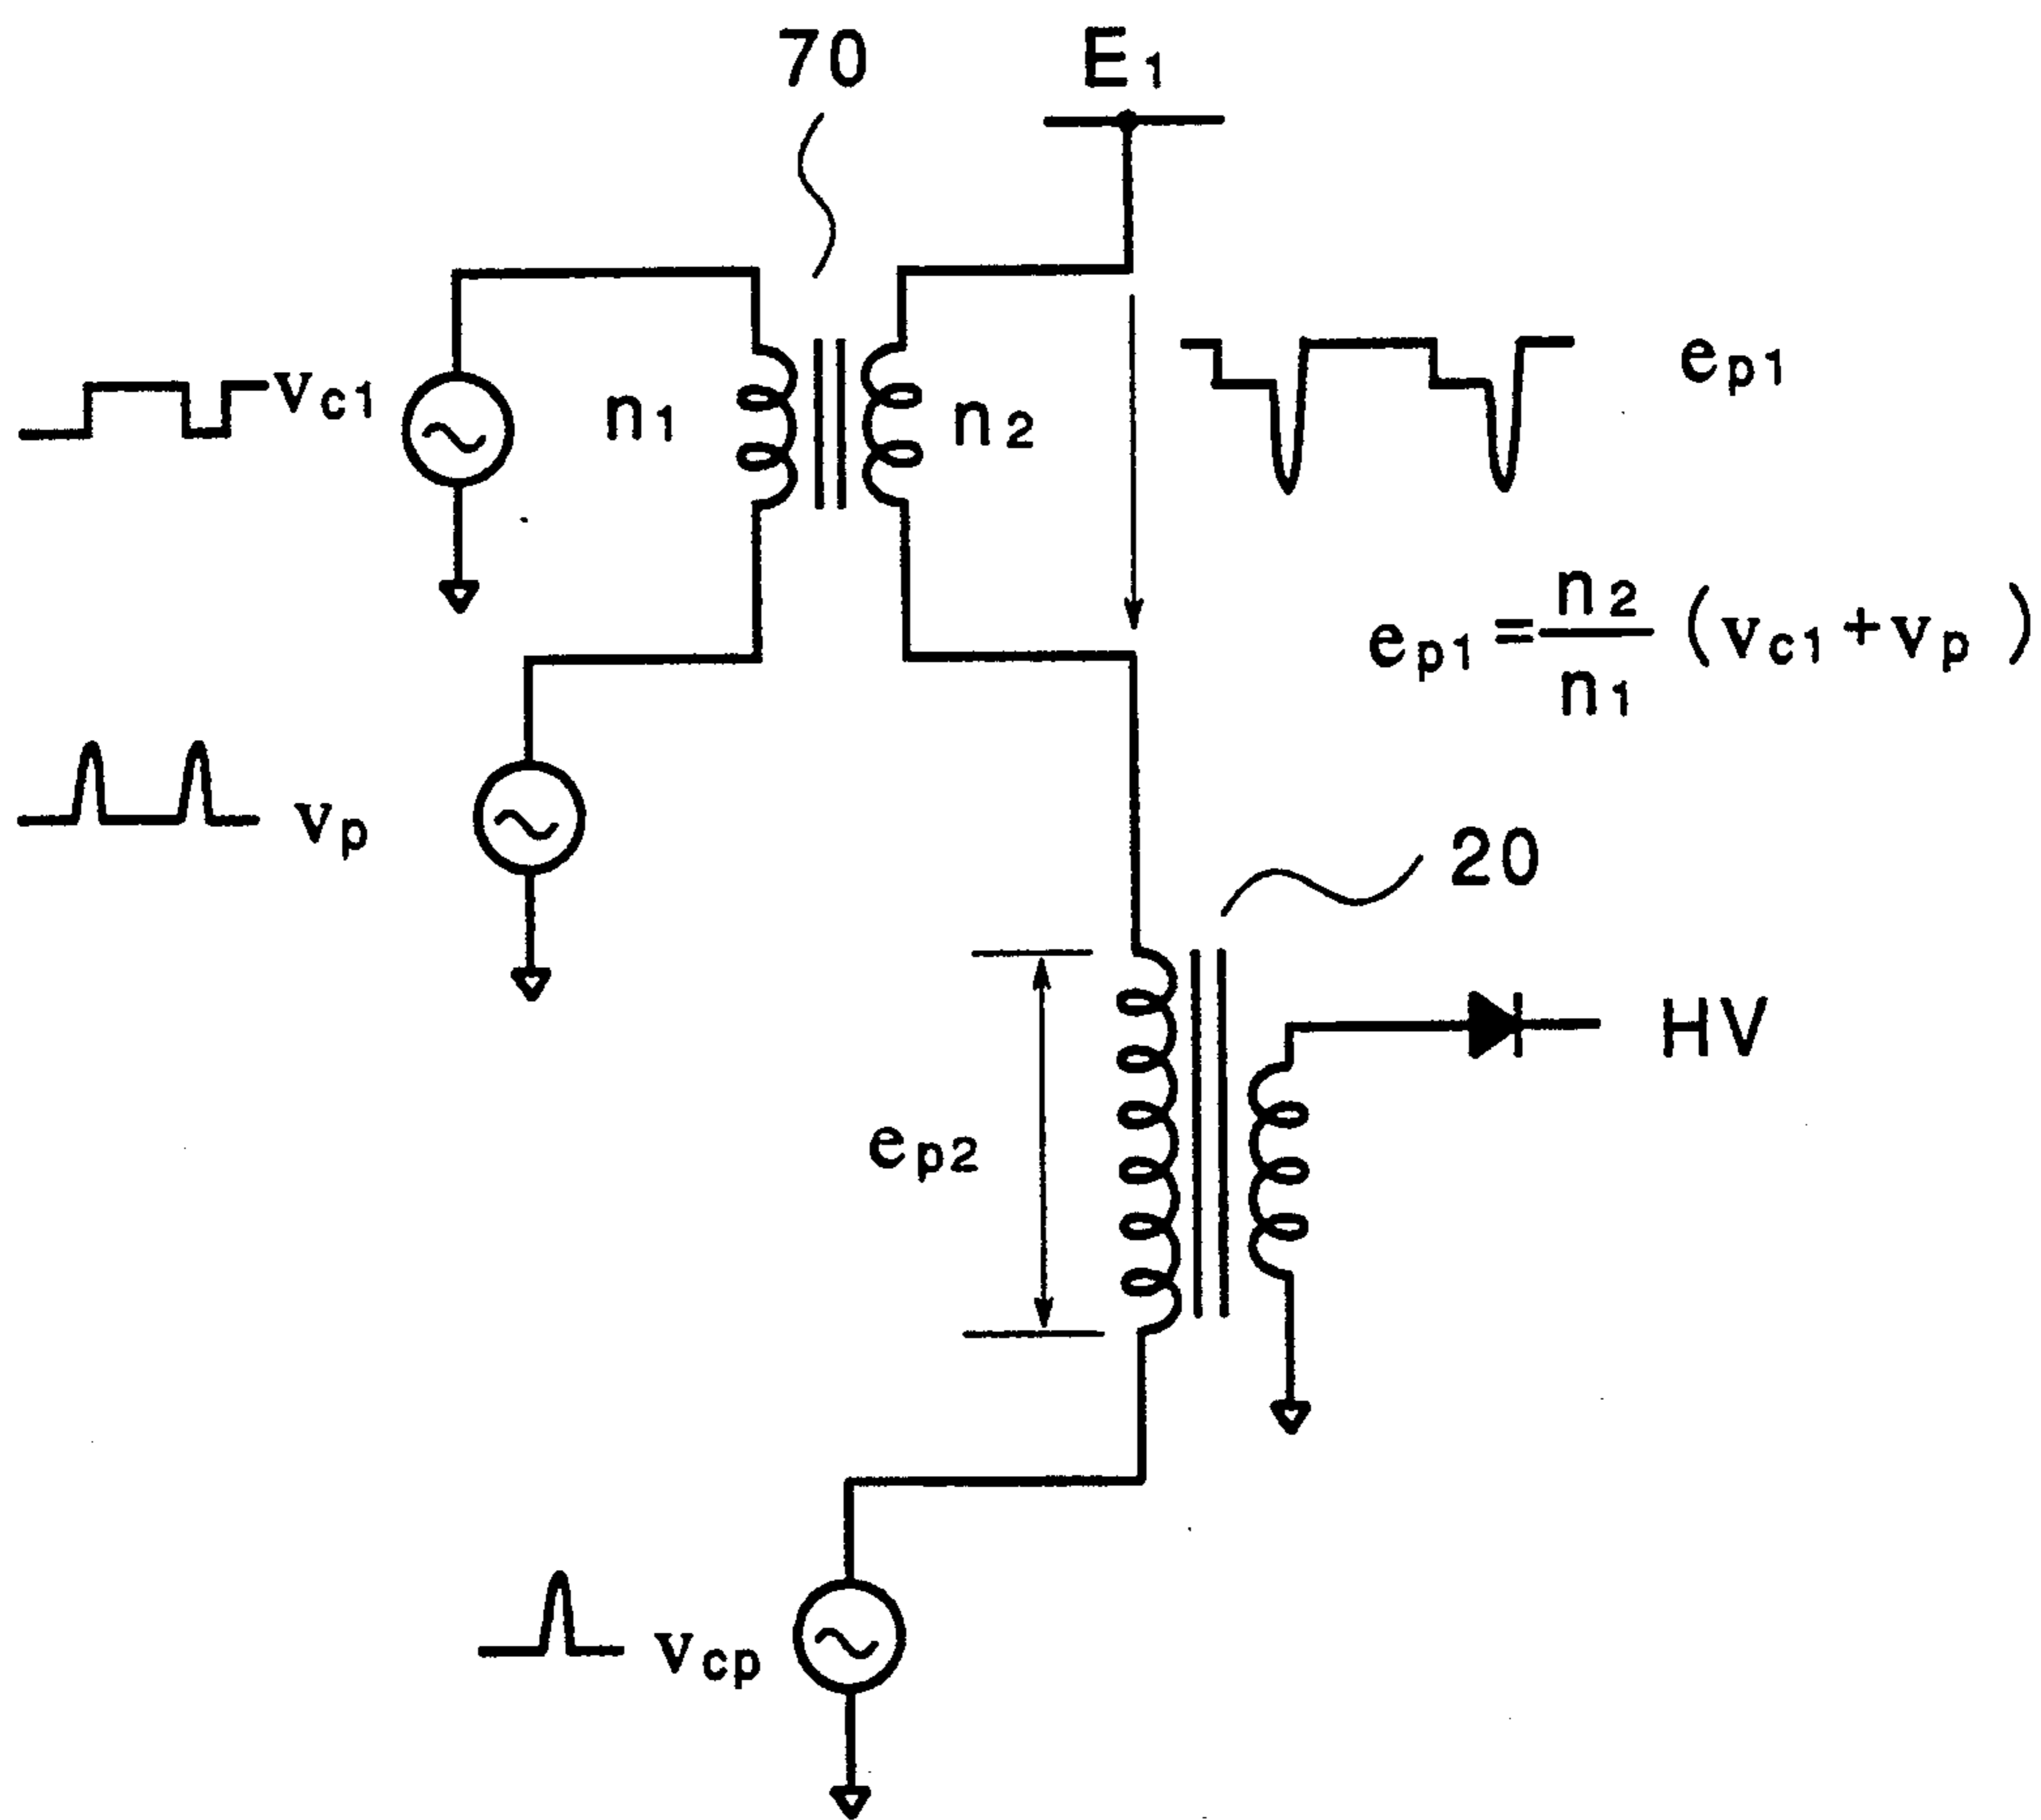 70
E1
vc1
n1
n2
ep1
ep1=n2/n1 (vc1+vp)
vp
20
HV
ep2
vcp